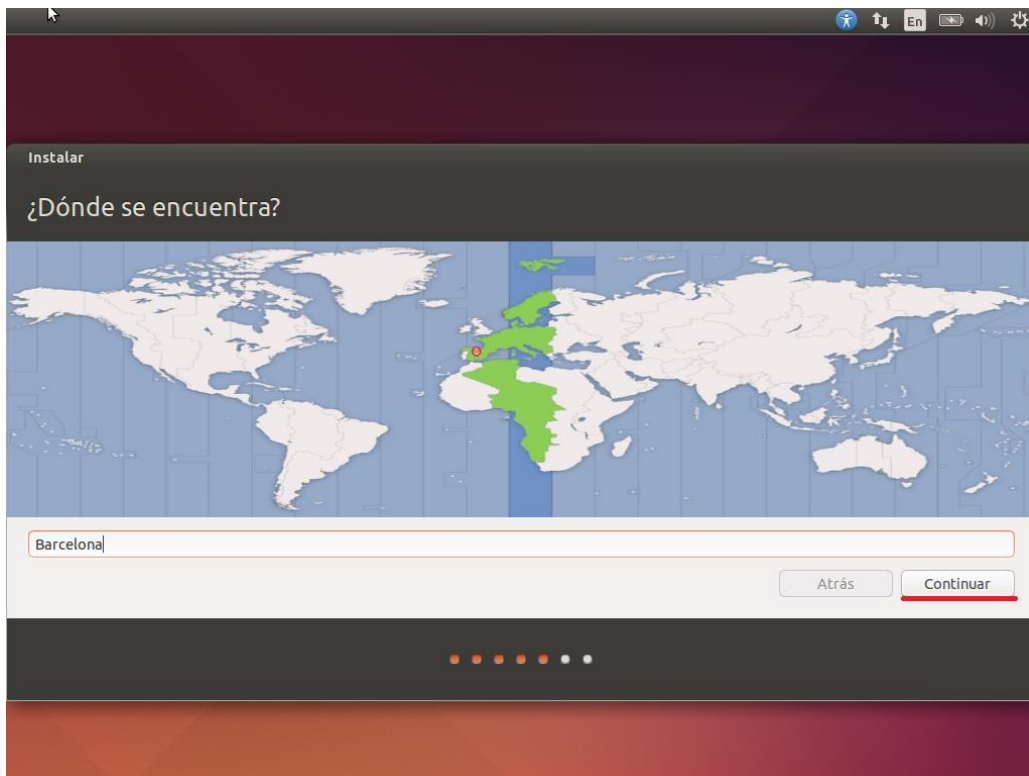 En
Instalar
¿Dónde se encuentra?
Barcelona
Atrás
Continuar